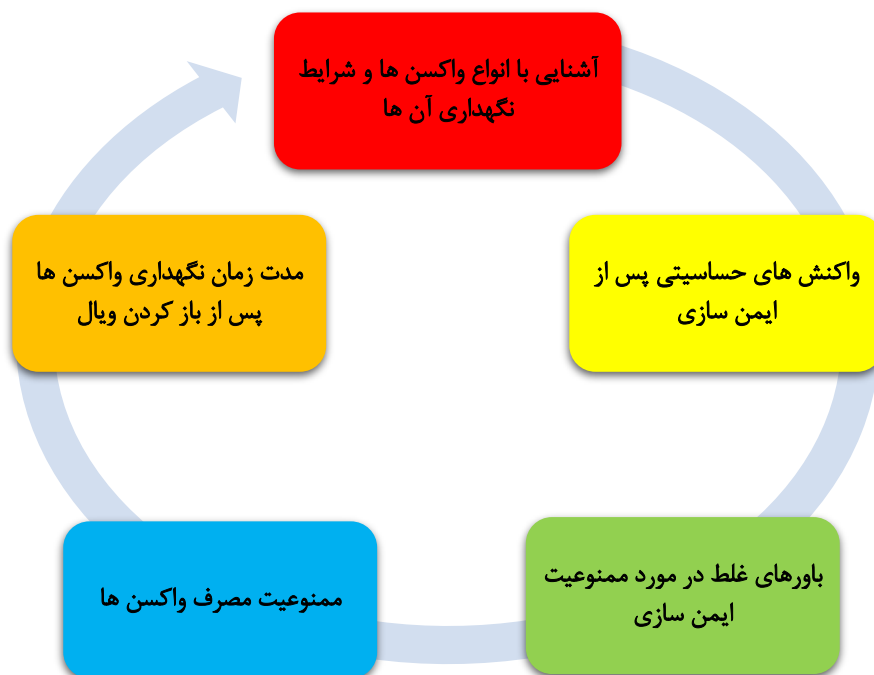 آشنایی با انواع واکسن ها و شرایط
نگهداری آن ها
واکنش های حساسیتی پس از
ایمن سازی
باورهای غلط در مورد ممنوعیت
ایمن سازی
ممنوعیت مصرف واکسن ها
مدت زمان نگهداری واکسن ها
پس از باز کردن ویال